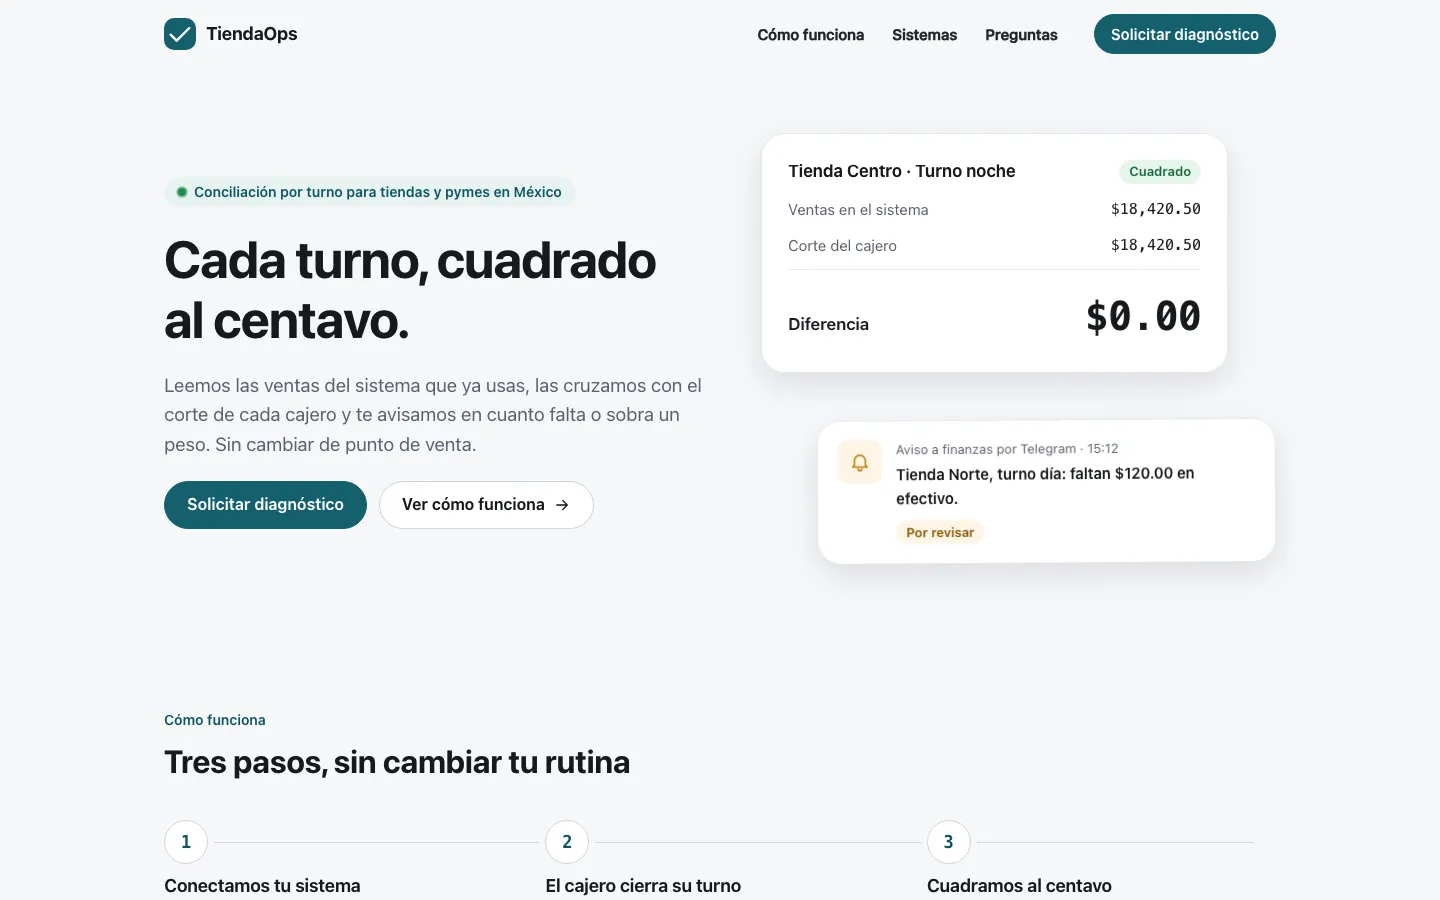 TiendaOps
Cómo funciona
Sistemas
Preguntas
Solicitar diagnóstico
Conciliación por turno para tiendas y pymes en México
Cada turno, cuadrado
al centavo.
Leemos las ventas del sistema que ya usas, las cruzamos con el
corte de cada cajero y te avisamos en cuanto falta o sobra un
peso. Sin cambiar de punto de venta.
Solicitar diagnóstico
Ver cómo funciona →
Tienda Centro · Turno noche
Cuadrado
Ventas en el sistema
$18,420.50
Corte del cajero
$18,420.50
Diferencia
$0.00
Aviso a finanzas por Telegram · 15:12
Tienda Norte, turno día: faltan $120.00 en
efectivo.
Por revisar
Cómo funciona
Tres pasos, sin cambiar tu rutina
1
Conectamos tu sistema
2
El cajero cierra su turno
3
Cuadramos al centavo